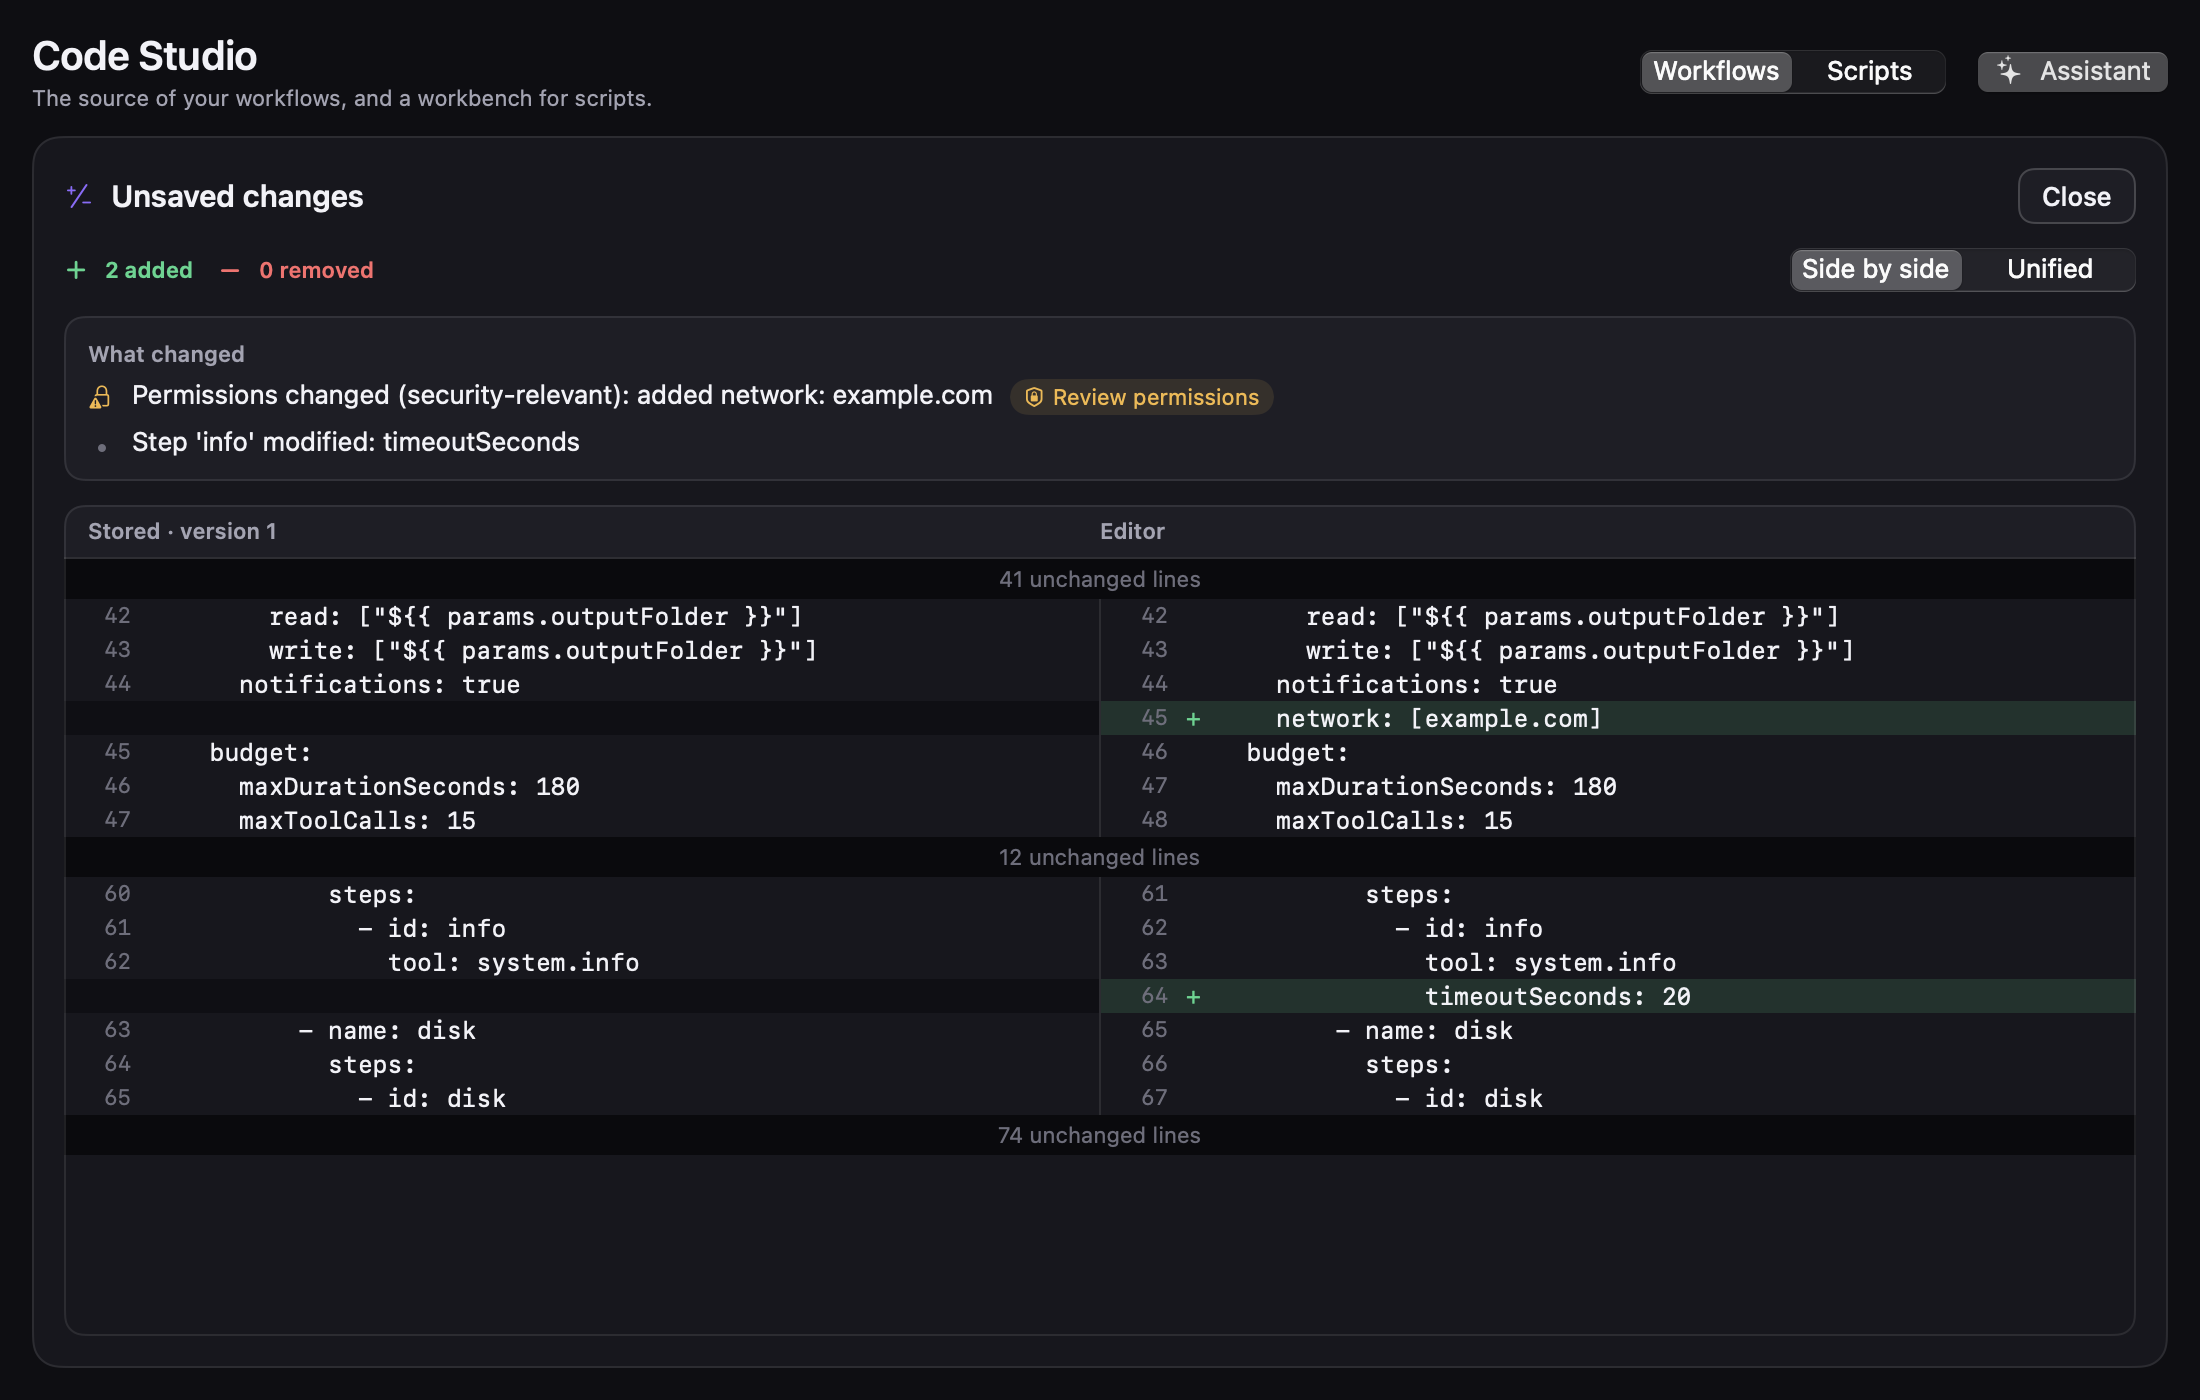 Code Studio
The source of your workflows, and a workbench for scripts.
Workflows Scripts Assistant
Unsaved changes
Close
+ 2 added — 0 removed
Side by side Unified
What changed
Permissions changed (security-relevant): added network: example.com Review permissions
• Step 'info' modified: timeoutSeconds
Stored · version 1 Editor
41 unchanged lines
42 read: ["${{ params.outputFolder }}"] 42 read: ["${{ params.outputFolder }}"]
43 write: ["${{ params.outputFolder }}"] 43 write: ["${{ params.outputFolder }}"]
44 notifications: true 44 notifications: true
45 + network: [example.com]
45 budget: 46 budget:
46 maxDurationSeconds: 180 47 maxDurationSeconds: 180
47 maxToolCalls: 15 48 maxToolCalls: 15
12 unchanged lines
60 steps: 61 steps:
61 - id: info 62 - id: info
62 tool: system.info 63 tool: system.info
64 + timeoutSeconds: 20
63 - name: disk 65 - name: disk
64 steps: 66 steps:
65 - id: disk 67 - id: disk
74 unchanged lines